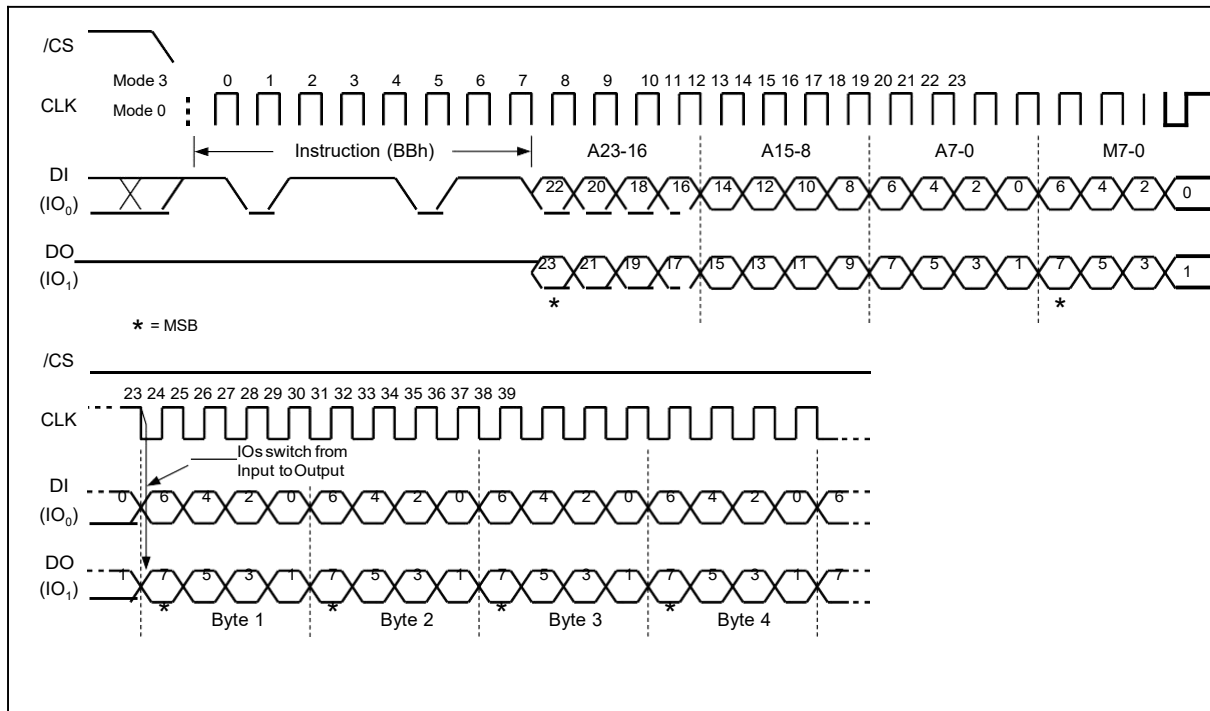 /CS
Mode 3 0 1 2 3 4 5 6 7 8 9 10 11 12 13 14 15 16 17 18 19 20 21 22 23
CLK Mode 0
Instruction (BBh) A23-16 A15-8 A7-0 M7-0
DI
(IO0) 22 20 18 16 14 12 10 8 6 4 2 0 6 4 2 0
DO
(IO1) 23 21 19 17 15 13 11 9 7 5 3 1 7 5 3 1
* *
* = MSB
/CS
23 24 25 26 27 28 29 30 31 32 33 34 35 36 37 38 39
CLK
IOs switch from
Input to Output
DI
(IO0) 0 6 4 2 0 6 4 2 0 6 4 2 0 6 4 2 0 6
DO
(IO1) 1 7 5 3 1 7 5 3 1 7 5 3 1 7 5 3 1 7
* * * *
Byte 1 Byte 2 Byte 3 Byte 4